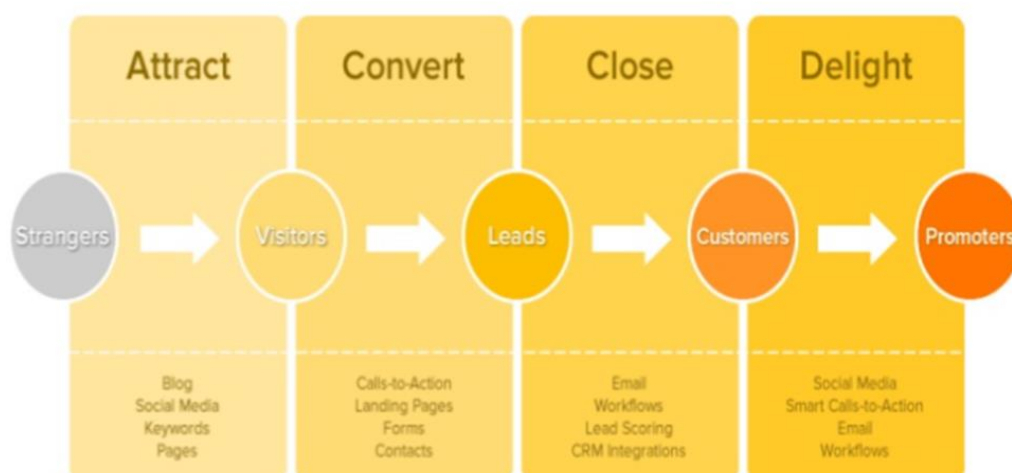 Attract
Convert
Close
Delight
Strangers
Visitors
Leads
Customers
Promoters
Blog
Social Media
Keywords
Pages
Calls-to-Action
Landing Pages
Forms
Contacts
Email
Workflows
Lead Scoring
CRM Integrations
Social Media
Smart Calls-to-Action
Email
Workflows